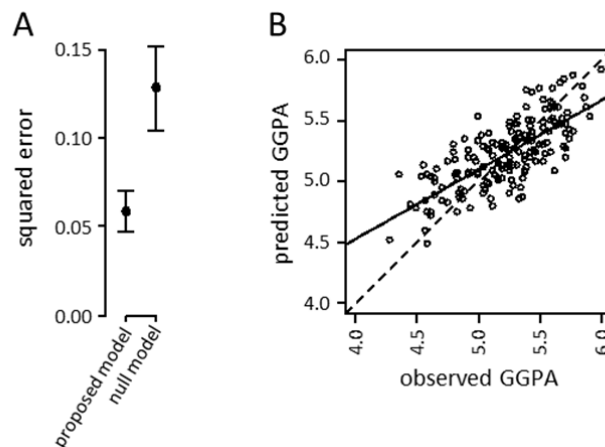 A
0.15
0.10
0.05
0.00
squared error
proposed model
null model
B
6.0
5.5
5.0
4.5
4.0
predicted GGPA
4.0
4.5
5.0
5.5
6.0
observed GGPA